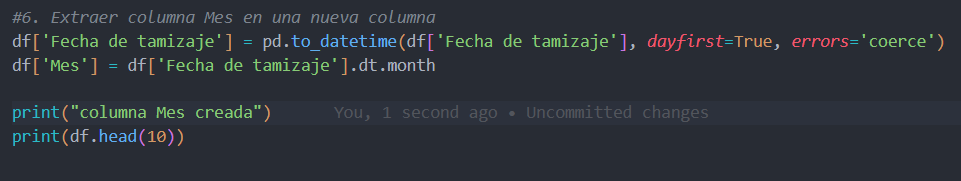 #6. Extraer columna Mes en una nueva columna
df['Fecha de tamizaje'] = pd.to_datetime(df['Fecha de tamizaje'], dayfirst=True, errors='coerce')
df['Mes'] = df['Fecha de tamizaje'].dt.month
print("columna Mes creada") You, 1 second ago • Uncommitted changes
print(df.head(10))